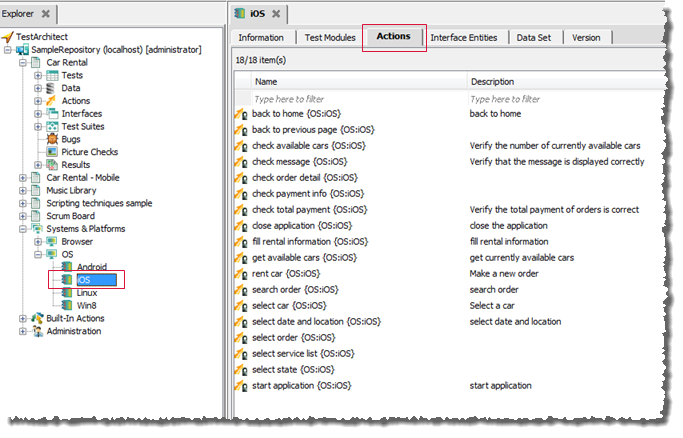 Explorer
TestArchitect
SampleRepository (localhost) [administrator]
Car Rental
Tests
Data
Actions
Interfaces
Test Suites
Bugs
Picture Checks
Results
Car Rental - Mobile
Music Library
Scripting techniques sample
Scrum Board
Systems & Platforms
Browser
OS
Android
iOS
Linux
Win8
Built-In Actions
Administration
iOS
Information Test Modules Actions Interface Entities Data Set Version
18/18 item(s)
Name Description
Type here to filter Type here to filter
back to home {OS:iOS} back to home
back to previous page {OS:iOS}
check available cars {OS:iOS} Verify the number of currently available cars
check message {OS:iOS} Verify that the message is displayed correctly
check order detail {OS:iOS}
check payment info {OS:iOS}
check total payment {OS:iOS} Verify the total payment of orders is correct
close application {OS:iOS} close the application
fill rental information {OS:iOS} fill rental information
get available cars {OS:iOS} get currently available cars
rent car {OS:iOS} Make a new order
search order {OS:iOS} search order
select car {OS:iOS} Select a car
select date and location {OS:iOS} select date and location
select order {OS:iOS}
select service list {OS:iOS}
select state {OS:iOS}
start application {OS:iOS} start application